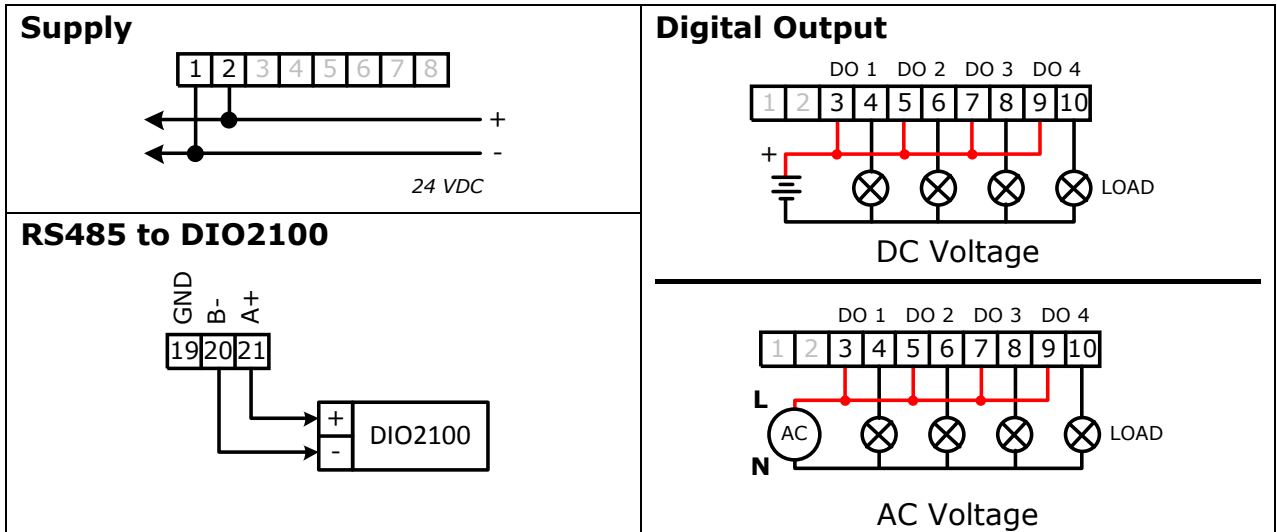 Supply
1 2 3 4 5 6 7 8
+
-
24 VDC
RS485 to DIO2100
GND B- A+
19 20 21
+
-
DIO2100
Digital Output
DO 1 DO 2 DO 3 DO 4
1 2 3 4 5 6 7 8 9 10
+
LOAD
DC Voltage
DO 1 DO 2 DO 3 DO 4
1 2 3 4 5 6 7 8 9 10
L
AC
LOAD
N
AC Voltage